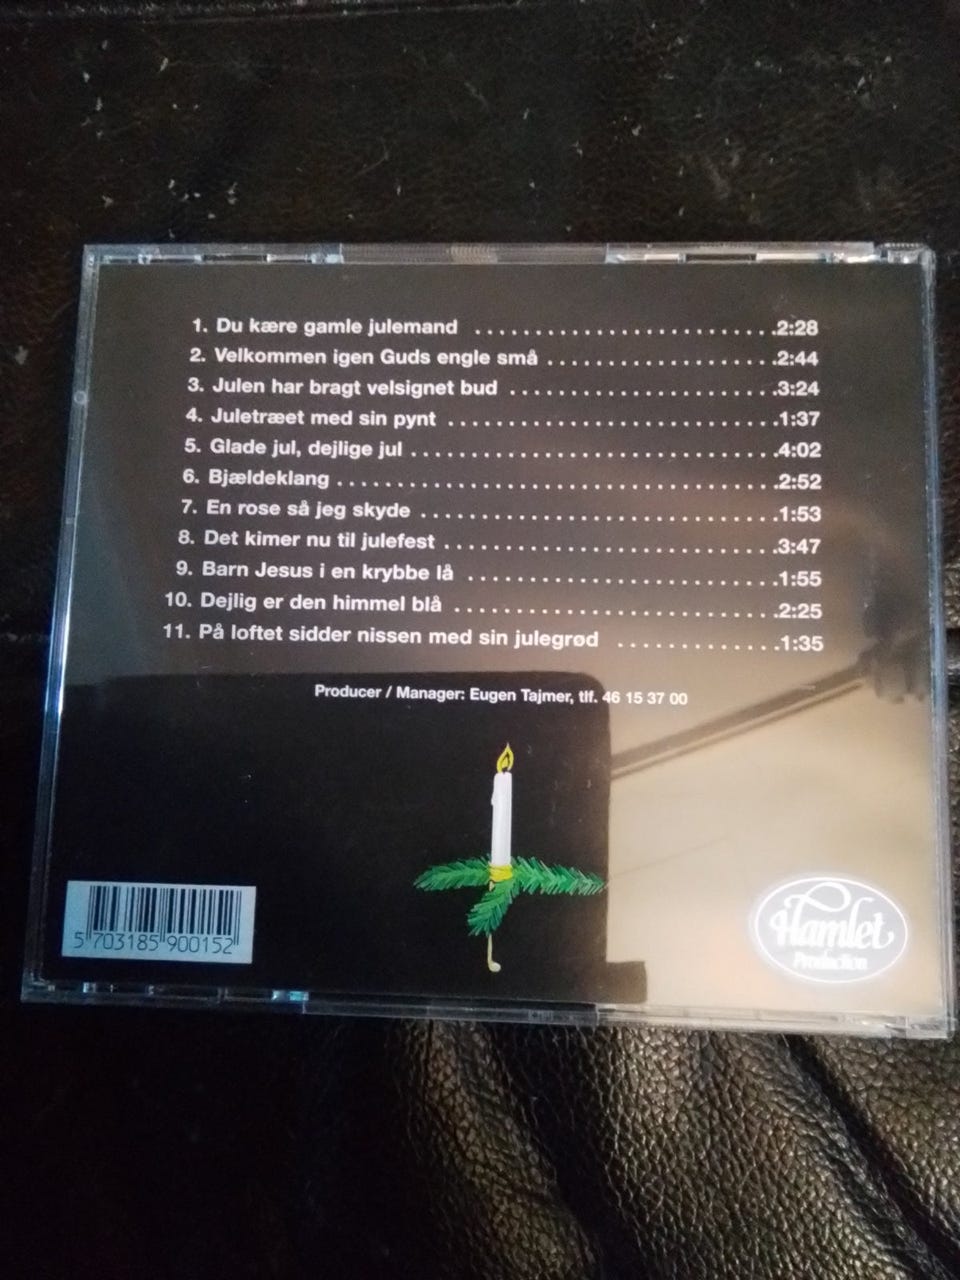 1. Du kære gamle julemand .........................2:28
2. Velkommen igen Guds engle små ...................2:44
3. Julen har bragt velsignet bud ......................3:24
4. Juletræet med sin pynt ...........................1:37
5. Glade jul, dejlige jul ...............................4:02
6. Bjældeklang .....................................2:52
7. En rose så jeg skyde ..............................1:53
8. Det kimer nu til julefest ............................3:47
9. Barn Jesus i en krybbe lå ..........................1:55
10. Dejlig er den himmel blå ...........................2:25
11. På loftet sidder nissen med sin julegrød .............1:35
Producer / Manager: Eugen Tajmer, tlf. 46 15 37 00
5 703185 900152
Hamlet
Production